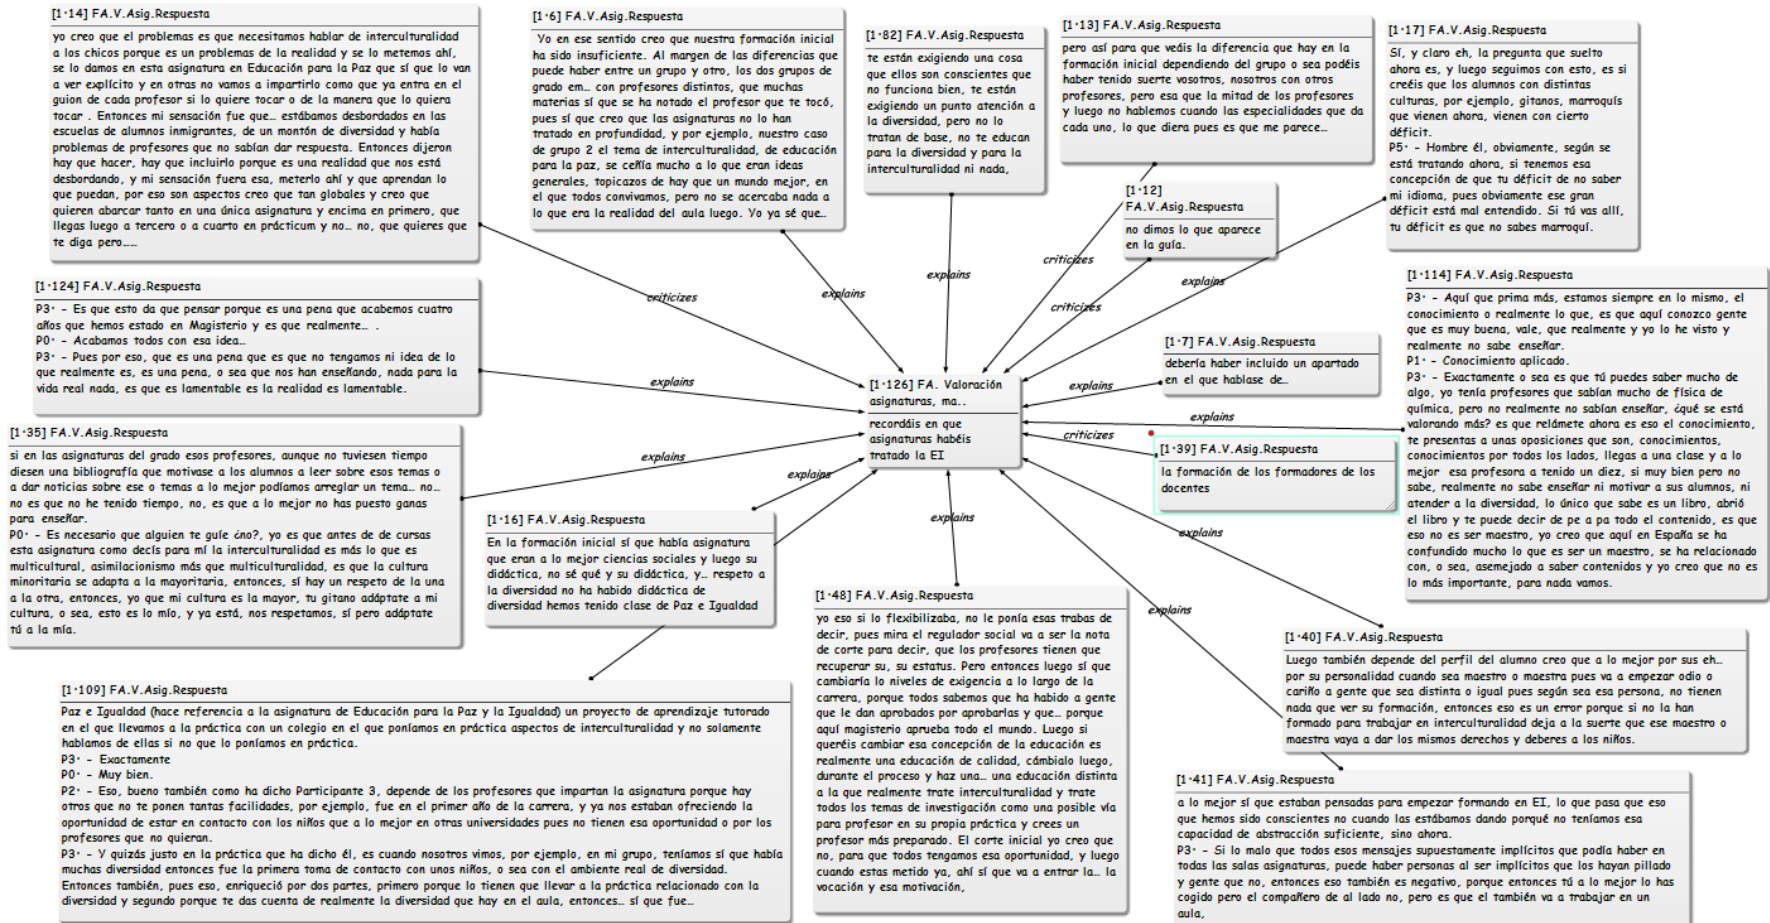 [1·14] FA.V.Asig.Respuesta
yo creo que el problemas es que necesitamos hablar de interculturalidad
a los chicos porque es un problemas de la realidad y se lo metemos ahí,
se lo damos en esta asignatura en Educación para la Paz que sí que lo van
a ver explícito y en otras no vamos a impartirlo como que ya entra en el
guion de cada profesor si lo quiere tocar o de la manera que lo quiera
tocar . Entonces mi sensación fue que… estábamos desbordados en las
escuelas de alumnos inmigrantes, de un montón de diversidad y había
problemas de profesores que no sabían dar respuesta. Entonces dijeron
hay que hacer, hay que incluirlo porque es una realidad que nos está
desbordando, y mi sensación fuera esa, meterlo ahí y que aprendan lo
que puedan, por eso son aspectos creo que tan globales y creo que
quieren abarcar tanto en una única asignatura y encima en primero, que
llegas luego a tercero o a cuarto en prácticum y no… no, que quieres que
te diga pero……
[1·6] FA.V.Asig.Respuesta
Yo en ese sentido creo que nuestra formación inicial
ha sido insuficiente. Al margen de las diferencias que
puede haber entre un grupo y otro, los dos grupos de
grado em… con profesores distintos, que muchas
materias sí que se ha notado el profesor que te tocó,
pues sí que creo que las asignaturas no lo han
tratado en profundidad, y por ejemplo, nuestro caso
de grupo 2 el tema de interculturalidad, de educación
para la paz, se ceñía mucho a lo que eran ideas
generales, topicazos de hay que un mundo mejor, en
el que todos convivamos, pero no se acercaba nada a
lo que era la realidad del aula luego. Yo ya sé que…
[1·82] FA.V.Asig.Respuesta
te están exigiendo una cosa
que ellos son conscientes que
no funciona bien, te están
exigiendo un punto atención a
la diversidad, pero no lo
tratan de base, no te educan
para la diversidad y para la
interculturalidad ni nada,
[1·13] FA.V.Asig.Respuesta
pero así para que veáis la diferencia que hay en la
formación inicial dependiendo del grupo o sea podéis
haber tenido suerte vosotros, nosotros con otros
profesores, pero esa que la mitad de los profesores
y luego no hablemos cuando las especialidades que da
cada uno, lo que diera pues es que me parece…
[1·12]
FA.V.Asig.Respuesta
no dimos lo que aparece
en la guía.
[1·17] FA.V.Asig.Respuesta
Sí, y claro eh, la pregunta que suelto
ahora es, y luego seguimos con esto, es si
creéis que los alumnos con distintas
culturas, por ejemplo, gitanos, marroquís
que vienen ahora, vienen con cierto
déficit.
P5· - Hombre él, obviamente, según se
está tratando ahora, si tenemos esa
concepción de que tu déficit de no saber
mi idioma, pues obviamente ese gran
déficit está mal entendido. Si tú vas allí,
tu déficit es que no sabes marroquí.
criticizes
explains
explains
criticizes
criticizes
explains
[1·124] FA.V.Asig.Respuesta
P3· - Es que esto da que pensar porque es una pena que acabemos cuatro
años que hemos estado en Magisterio y es que realmente… .
P0· - Acabamos todos con esa idea…
P3· - Pues por eso, que es una pena que es que no tengamos ni idea de lo
que realmente es, es una pena, o sea que nos han enseñando, nada para la
vida real nada, es que es lamentable es la realidad es lamentable.
explains
[1·126] FA. Valoración
asignaturas, ma..
recordáis en que
asignaturas habéis
tratado la EI
[1·7] FA.V.Asig.Respuesta
debería haber incluido un apartado
en el que hablase de…
explains
explains
criticizes
[1·39] FA.V.Asig.Respuesta
la formación de los formadores de los
docentes
[1·114] FA.V.Asig.Respuesta
P3· - Aquí que prima más, estamos siempre en lo mismo, el
conocimiento o realmente lo que, es que aquí conozco gente
que es muy buena, vale, que realmente y yo lo he visto y
realmente no sabe enseñar.
P1· - Conocimiento aplicado.
P3· - Exactamente o sea es que tú puedes saber mucho de
algo, yo tenía profesores que sabían mucho de física de
química, pero no realmente no sabían enseñar, ¿qué se está
valorando más? es que relámete ahora es eso el conocimiento,
te presentas a unas oposiciones que son, conocimientos,
conocimientos por todos los lados, llegas a una clase y a lo
mejor esa profesora a tenido un diez, si muy bien pero no
sabe, realmente no sabe enseñar ni motivar a sus alumnos, ni
atender a la diversidad, lo único que sabe es un libro, abrió
el libro y te puede decir de pe a pa todo el contenido, es que
eso no es ser maestro, yo creo que aquí en España se ha
confundido mucho lo que es ser un maestro, se ha relacionado
con, o sea, asemejado a saber contenidos y yo creo que no es
lo más importante, para nada vamos.
[1·35] FA.V.Asig.Respuesta
si en las asignaturas del grado esos profesores, aunque no tuviesen tiempo
diesen una bibliografía que motivase a los alumnos a leer sobre esos temas o
a dar noticias sobre ese o temas a lo mejor podíamos arreglar un tema… no…
no es que no he tenido tiempo, no, es que a lo mejor no has puesto ganas
para enseñar.
P0· - Es necesario que alguien te guíe ¿no?, yo es que antes de de cursas
esta asignatura como decís para mí la interculturalidad es más lo que es
multicultural, asimilacionismo más que multiculturalidad, es que la cultura
minoritaria se adapta a la mayoritaria, entonces, sí hay un respeto de la una
a la otra, entonces, yo que mi cultura es la mayor, tu gitano adáptate a mi
cultura, o sea, esto es lo mío, y ya está, nos respetamos, sí pero adáptate
tú a la mía.
explains
explains
explains
explains
explains
[1·16] FA.V.Asig.Respuesta
En la formación inicial sí que había asignatura
que eran a lo mejor ciencias sociales y luego su
didáctica, no sé qué y su didáctica, y… respeto a
la diversidad no ha habido didáctica de
diversidad hemos tenido clase de Paz e Igualdad
[1·48] FA.V.Asig.Respuesta
yo eso si lo flexibilizaba, no le ponía esas trabas de
decir, pues mira el regulador social va a ser la nota
de corte para decir, que los profesores tienen que
recuperar su, su estatus. Pero entonces luego sí que
cambiaría lo niveles de exigencia a lo largo de la
carrera, porque todos sabemos que ha habido a gente
que le dan aprobados por aprobarlas y que… porque
aquí magisterio aprueba todo el mundo. Luego si
queréis cambiar esa concepción de la educación es
realmente una educación de calidad, cámbialo luego,
durante el proceso y haz una… una educación distinta
a la que realmente trate interculturalidad y trate
todos los temas de investigación como una posible vía
para profesor en su propia práctica y crees un
profesor más preparado. El corte inicial yo creo que
no, para que todos tengamos esa oportunidad, y luego
cuando estas metido ya, ahí sí que va a entrar la… la
vocación y esa motivación,
[1·40] FA.V.Asig.Respuesta
Luego también depende del perfil del alumno creo que a lo mejor por sus eh…
por su personalidad cuando sea maestro o maestra pues va a empezar odio o
cariño a gente que sea distinta o igual pues según sea esa persona, no tienen
nada que ver su formación, entonces eso es un error porque si no la han
formado para trabajar en interculturalidad deja a la suerte que ese maestro o
maestra vaya a dar los mismos derechos y deberes a los niños.
[1·109] FA.V.Asig.Respuesta
Paz e Igualdad (hace referencia a la asignatura de Educación para la Paz y la Igualdad) un proyecto de aprendizaje tutorado
en el que llevamos a la práctica con un colegio en el que poníamos en práctica aspectos de interculturalidad y no solamente
hablamos de ellas si no que lo poníamos en práctica.
P3· - Exactamente
P0· - Muy bien.
P2· - Eso, bueno también como ha dicho Participante 3, depende de los profesores que impartan la asignatura porque hay
otros que no te ponen tantas facilidades, por ejemplo, fue en el primer año de la carrera, y ya nos estaban ofreciendo la
oportunidad de estar en contacto con los niños que a lo mejor en otras universidades pues no tienen esa oportunidad o por los
profesores que no quieran.
P3· - Y quizás justo en la práctica que ha dicho él, es cuando nosotros vimos, por ejemplo, en mi grupo, teníamos sí que había
muchas diversidad entonces fue la primera toma de contacto con unos niños, o sea con el ambiente real de diversidad.
Entonces también, pues eso, enriqueció por dos partes, primero porque lo tienen que llevar a la práctica relacionado con la
diversidad y segundo porque te das cuenta de realmente la diversidad que hay en el aula, entonces… sí que fue…
[1·41] FA.V.Asig.Respuesta
a lo mejor sí que estaban pensadas para empezar formando en EI, lo que pasa que eso
que hemos sido conscientes no cuando las estábamos dando porqué no teníamos esa
capacidad de abstracción suficiente, sino ahora.
P3· - Si lo malo que todos esos mensajes supuestamente implícitos que podía haber en
todas las salas asignaturas, puede haber personas al ser implícitos que los hayan pillado
y gente que no, entonces eso también es negativo, porque entonces tú a lo mejor lo has
cogido pero el compañero de al lado no, pero es que el también va a trabajar en un
aula,